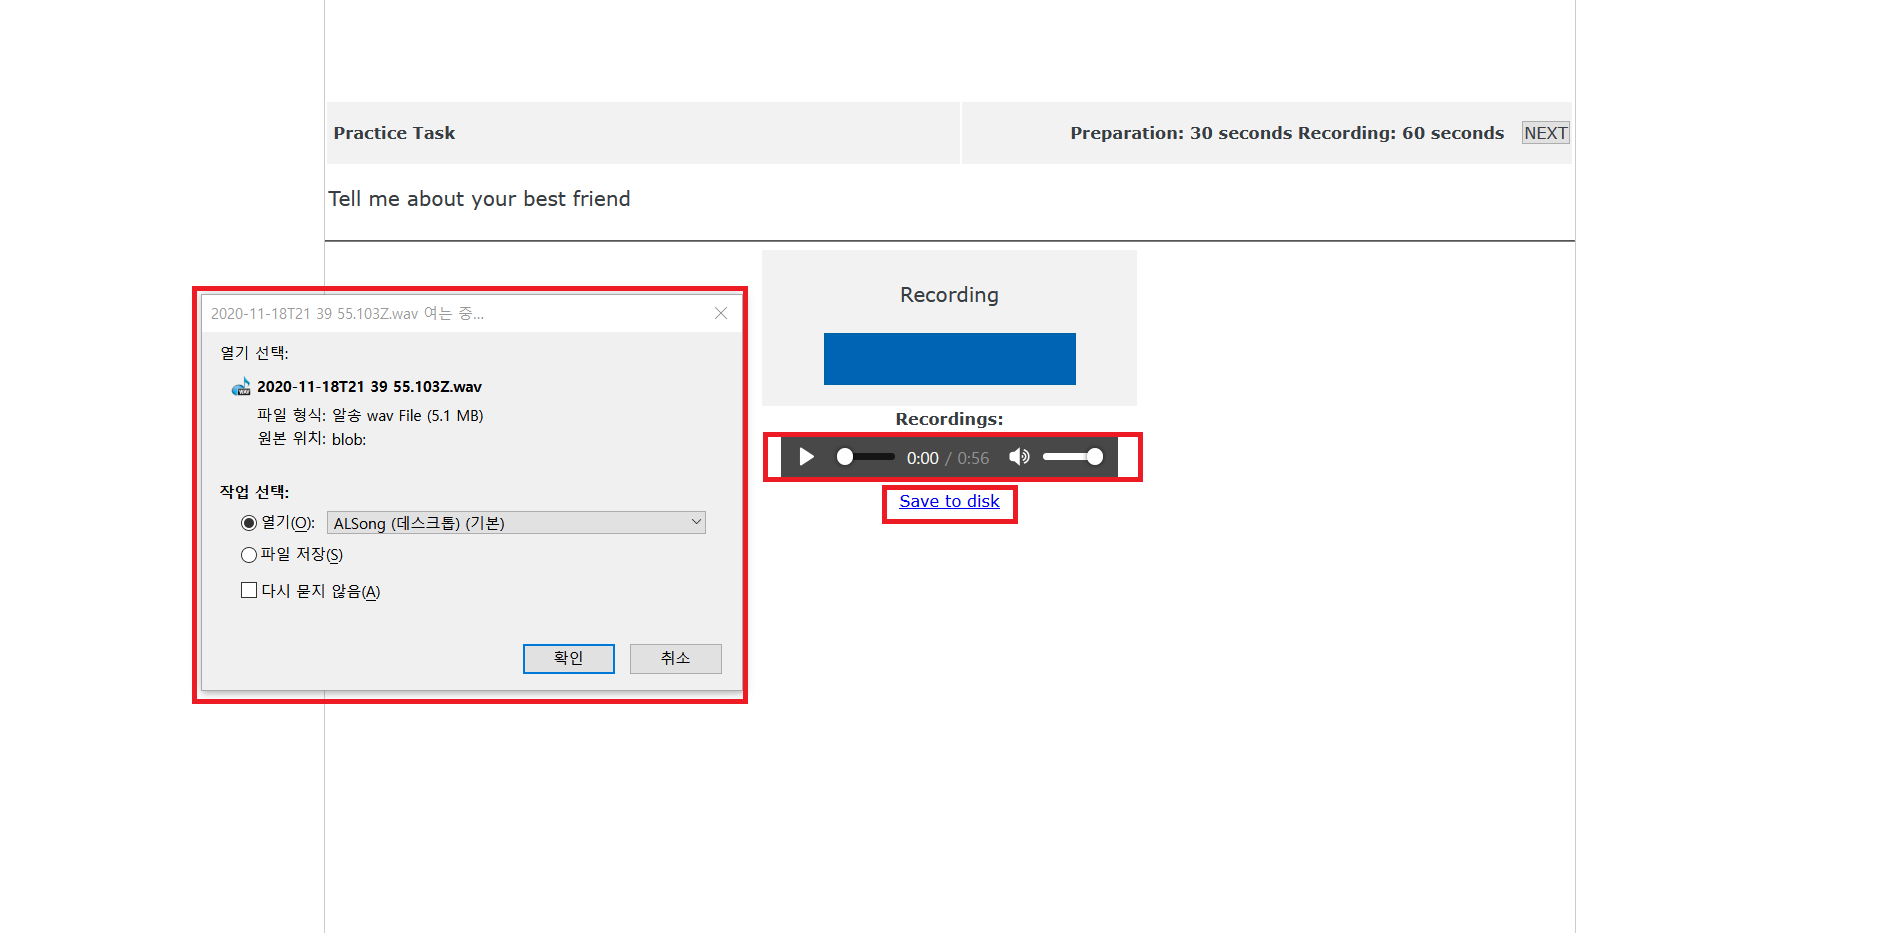 Practice Task
Preparation: 30 seconds Recording: 60 seconds
NEXT
Tell me about your best friend
Recording
Recordings:
0:00 / 0:56
Save to disk
2020-11-18T21 39 55.103Z.wav 여는 중...
열기 선택:
2020-11-18T21 39 55.103Z.wav
파일 형식: 알송 wav File (5.1 MB)
원본 위치: blob:
작업 선택:
열기(O): ALSong (데스크톱) (기본)
파일 저장(S)
다시 묻지 않음(A)
확인
취소